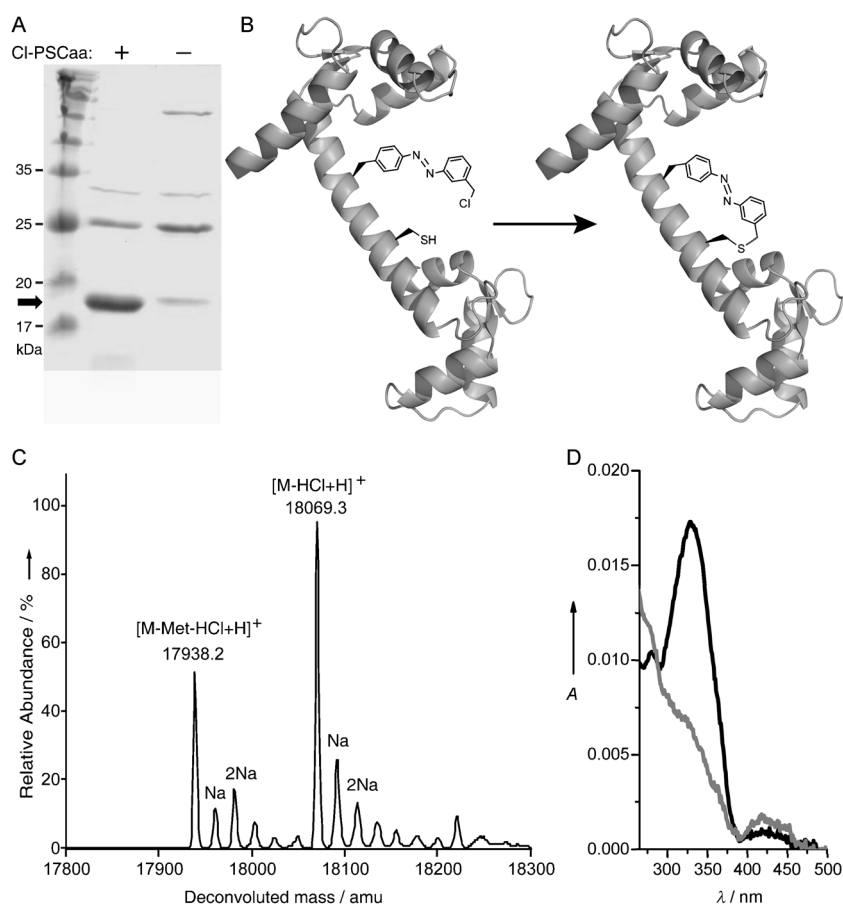 A
Cl-PSCaa: + −
35
25
20
17
kDa
B
N
N
Cl
SH
N
N
S
C
[M-HCl+H]+
18069.3
[M-Met-HCl+H]+
17938.2
Na
2Na
Na
2Na
Relative Abundance / %
100
80
60
40
20
0
17800 17900 18000 18100 18200 18300
Deconvoluted mass / amu
D
0.020
0.015
0.010
0.005
0.000
A
300 350 400 450 500
λ / nm